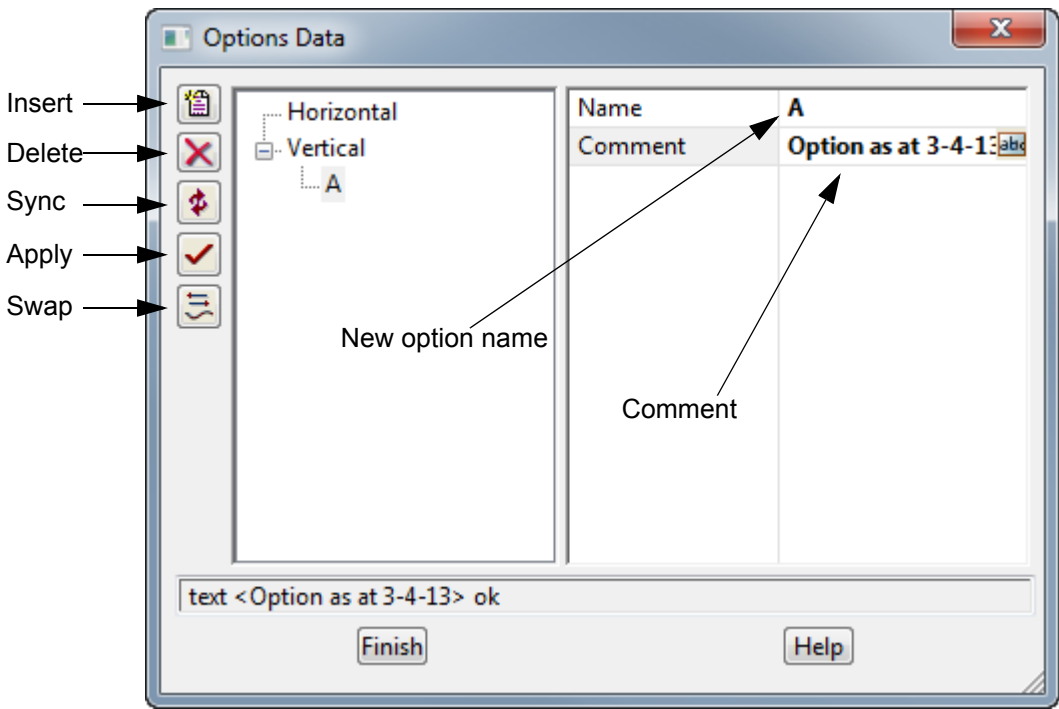 Options Data
Insert
Delete
Sync
Apply
Swap
Horizontal
Vertical
A
Name A
Comment Option as at 3-4-13 abc
New option name
Comment
text <Option as at 3-4-13> ok
Finish Help